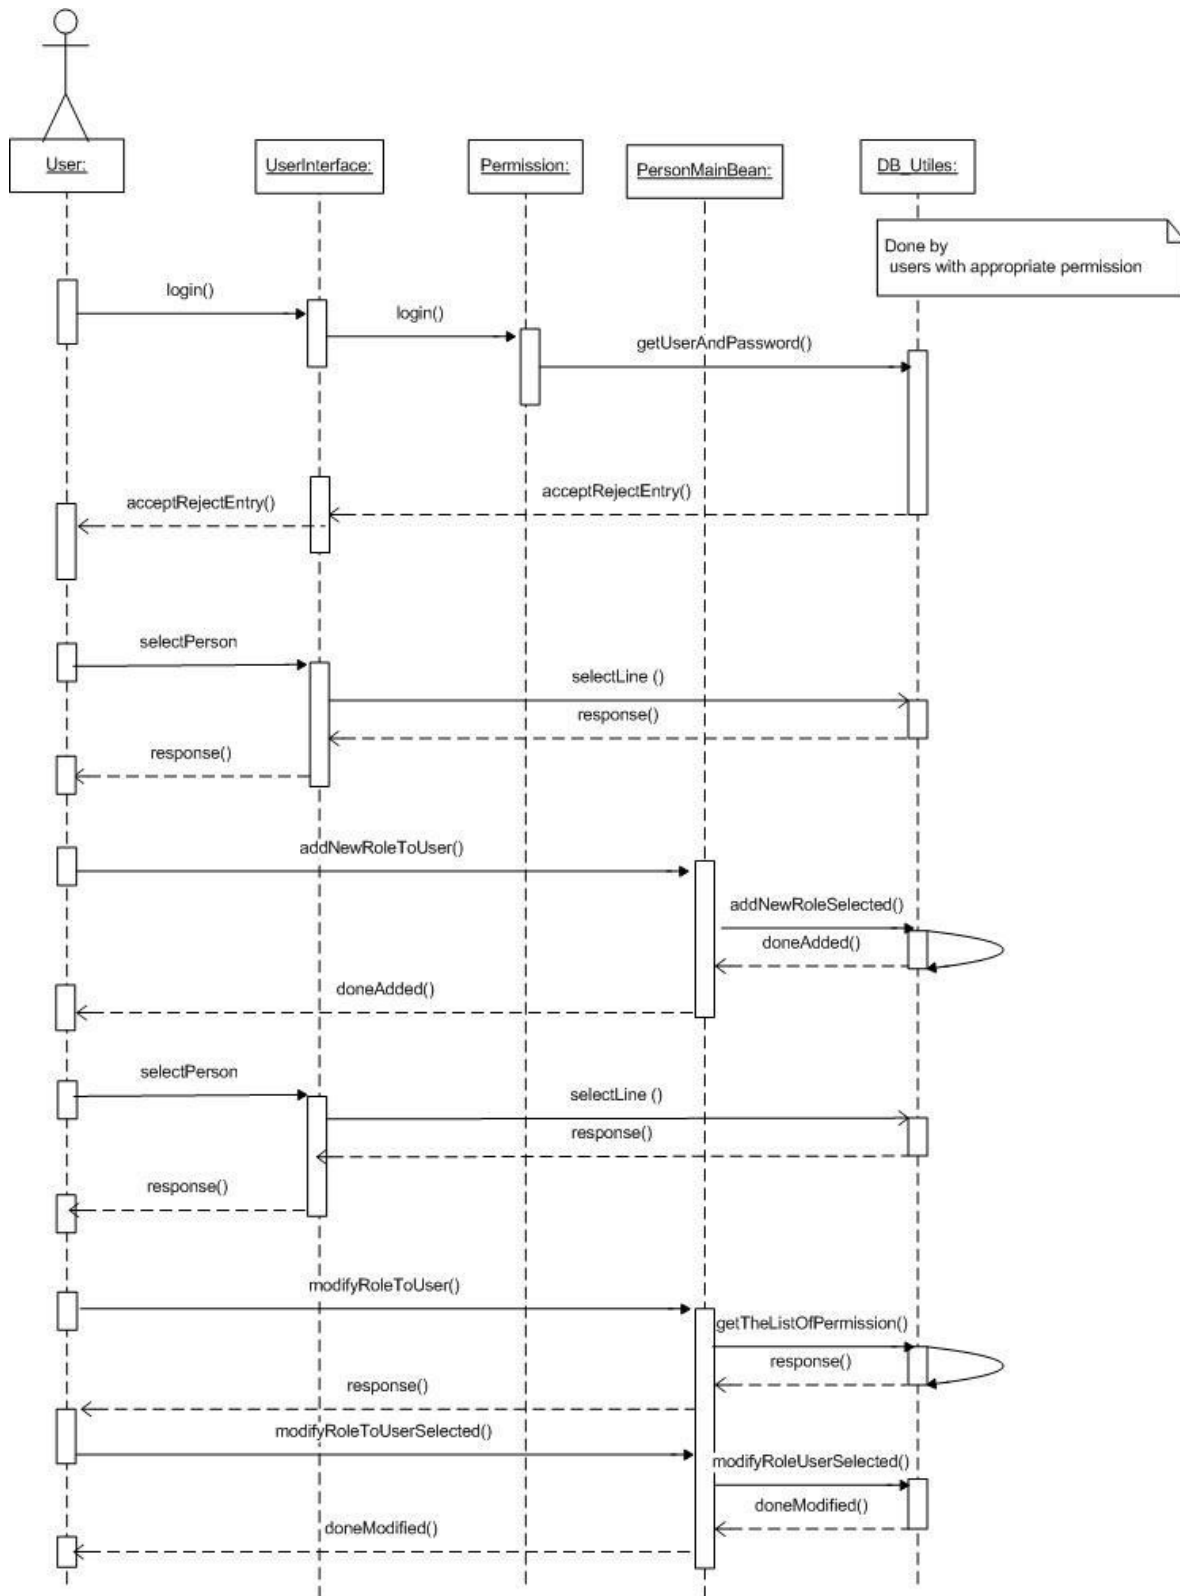 User:
UserInterface:
Permission:
PersonMainBean:
DB_Utiles:
Done by
users with appropriate permission
login()
login()
getUserAndPassword()
acceptRejectEntry()
acceptRejectEntry()
selectPerson
selectLine ()
response()
response()
addNewRoleToUser()
addNewRoleSelected()
doneAdded()
doneAdded()
selectPerson
selectLine ()
response()
response()
modifyRoleToUser()
getTheListOfPermission()
response()
response()
modifyRoleToUserSelected()
modifyRoleUserSelected()
doneModified()
doneModified()